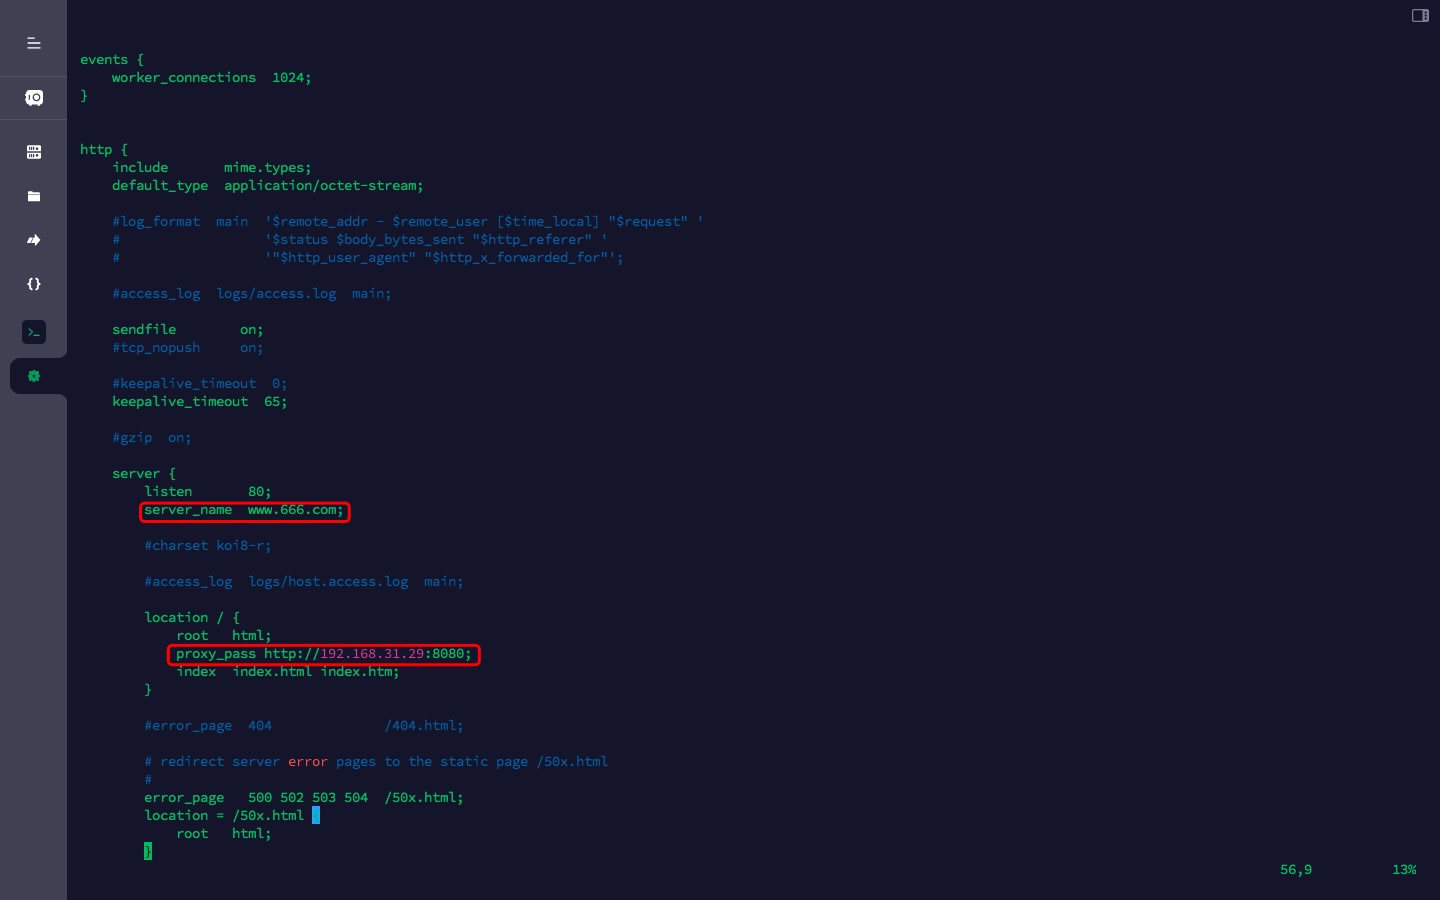 events {
    worker_connections  1024;
}
http {
    include       mime.types;
    default_type  application/octet-stream;
    #log_format  main  '$remote_addr - $remote_user [$time_local] "$request" '
    #                  '$status $body_bytes_sent "$http_referer" '
    #                  '"$http_user_agent" "$http_x_forwarded_for"';
    #access_log  logs/access.log  main;
    sendfile        on;
    #tcp_nopush     on;
    #keepalive_timeout  0;
    keepalive_timeout  65;
    #gzip  on;
    server {
        listen       80;
        server_name  www.666.com;
        #charset koi8-r;
        #access_log  logs/host.access.log  main;
        location / {
            root   html;
            proxy_pass http://192.168.31.29:8080;
            index  index.html index.htm;
        }
        #error_page  404              /404.html;
        # redirect server error pages to the static page /50x.html
        #
        error_page   500 502 503 504  /50x.html;
        location = /50x.html {
            root   html;
        }
56,9          13%